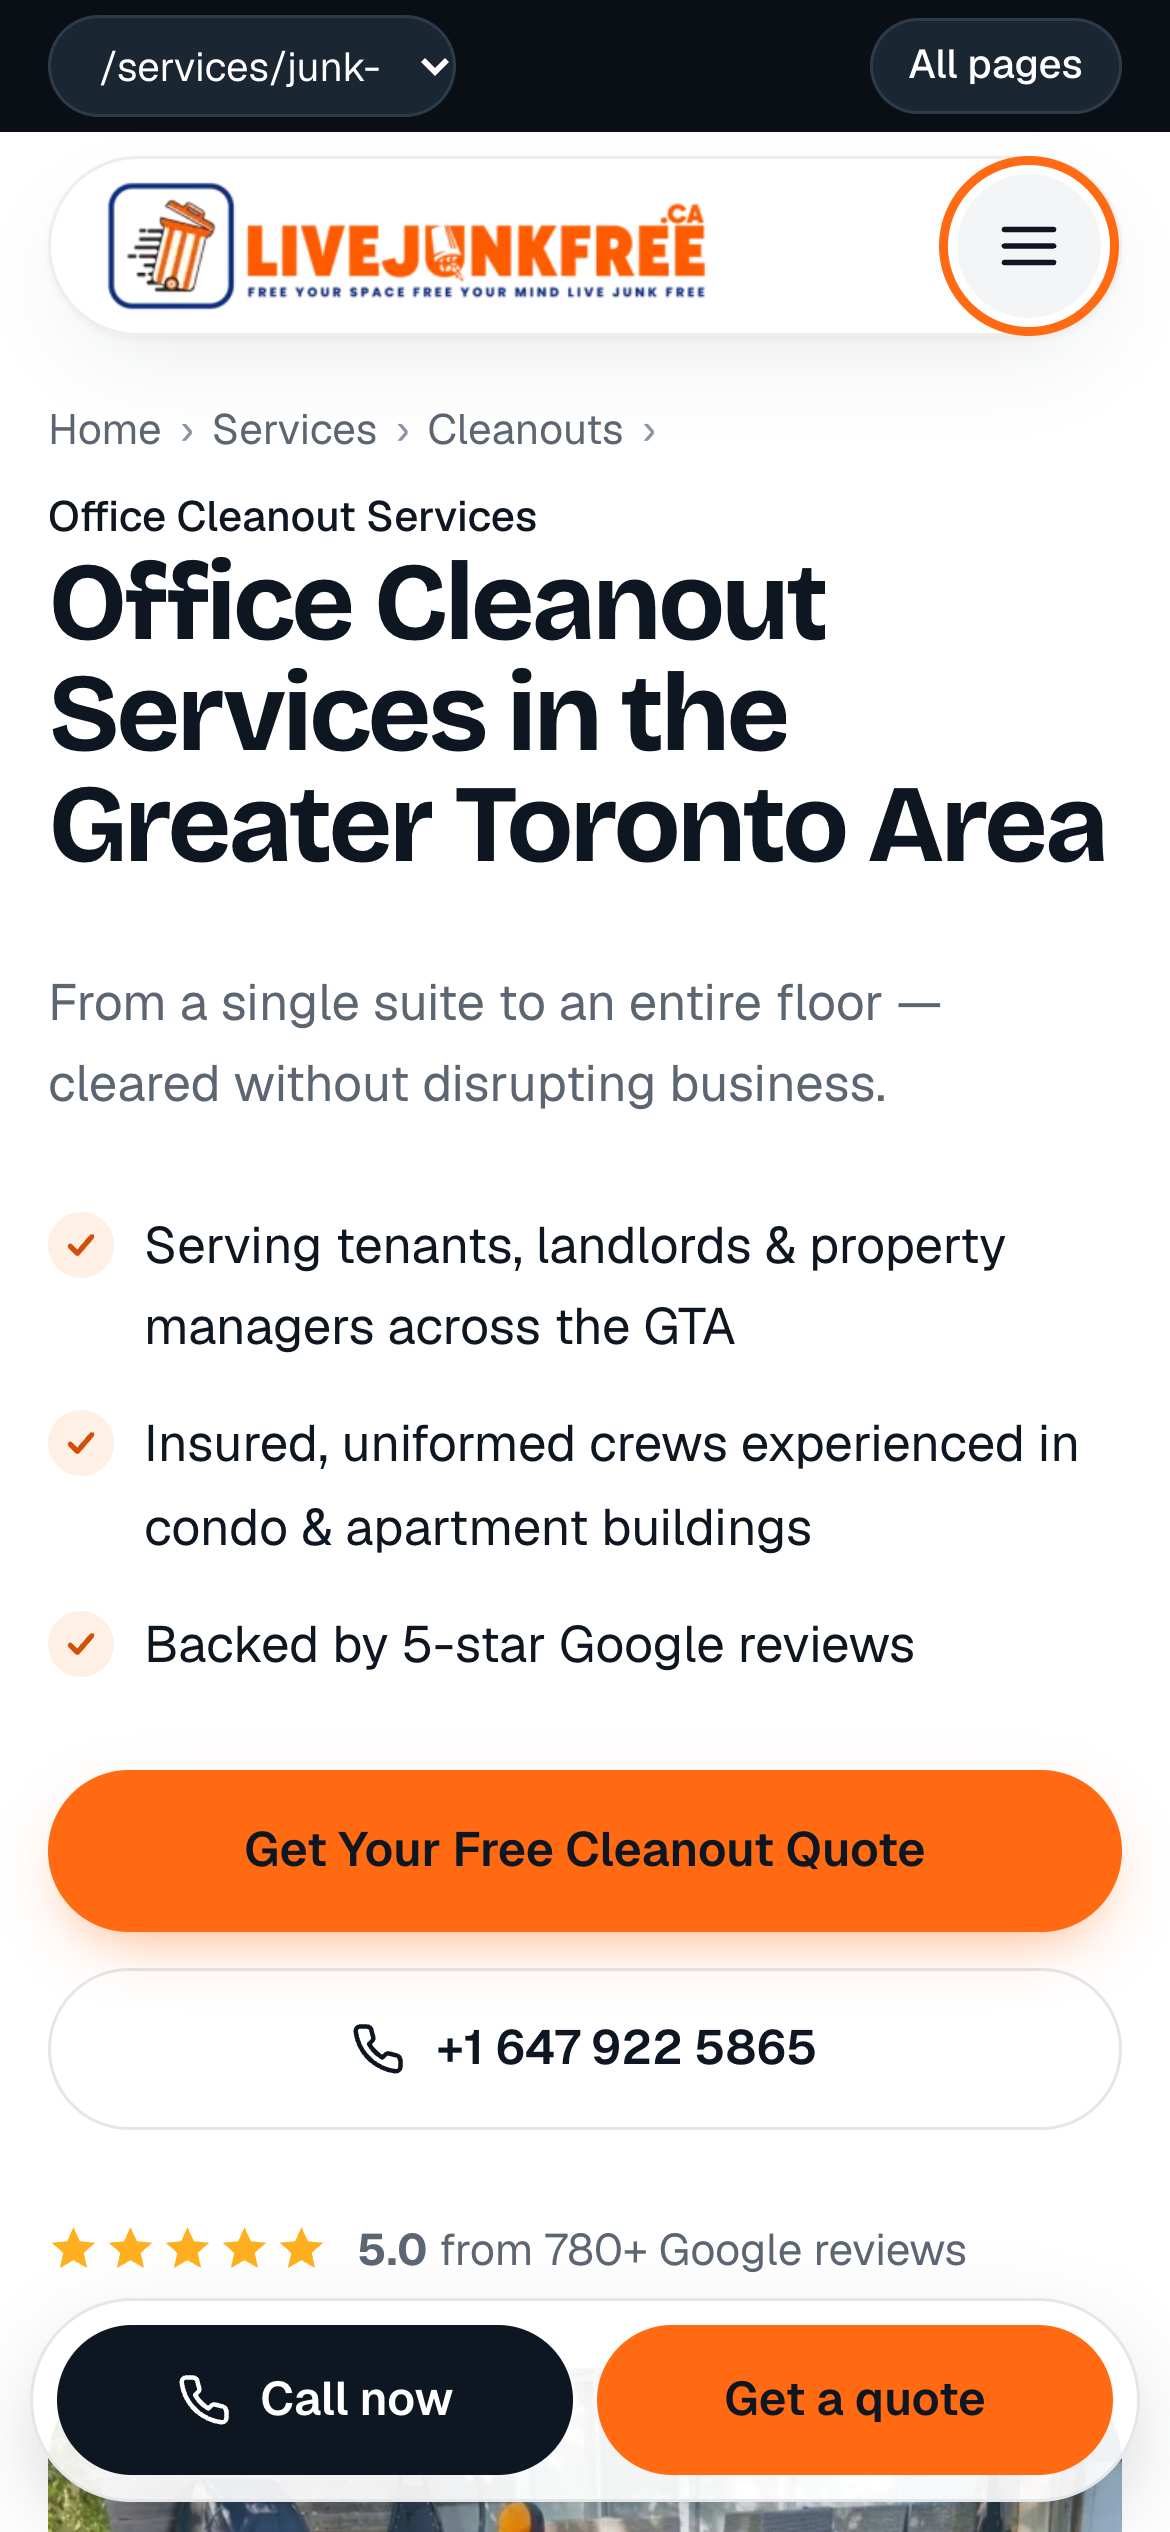 /services/junk-
All pages
LIVEJUNKFREE.CA
FREE YOUR SPACE FREE YOUR MIND LIVE JUNK FREE
Home › Services › Cleanouts ›
Office Cleanout Services
Office Cleanout
Services in the
Greater Toronto Area
From a single suite to an entire floor —
cleared without disrupting business.
Serving tenants, landlords & property
managers across the GTA
Insured, uniformed crews experienced in
condo & apartment buildings
Backed by 5-star Google reviews
Get Your Free Cleanout Quote
+1 647 922 5865
5.0 from 780+ Google reviews
Call now
Get a quote